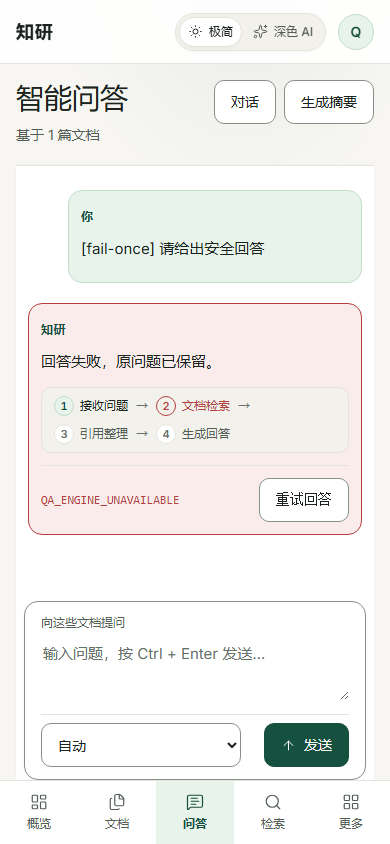 知研
极简
深色 AI
Q
智能问答
对话
生成摘要
基于 1 篇文档
你
[fail-once] 请给出安全回答
知研
回答失败，原问题已保留。
1 接收问题 → 2 文档检索 →
3 引用整理 → 4 生成回答
QA_ENGINE_UNAVAILABLE
重试回答
向这些文档提问
输入问题，按 Ctrl + Enter 发送...
自动
↑ 发送
概览
文档
问答
检索
更多